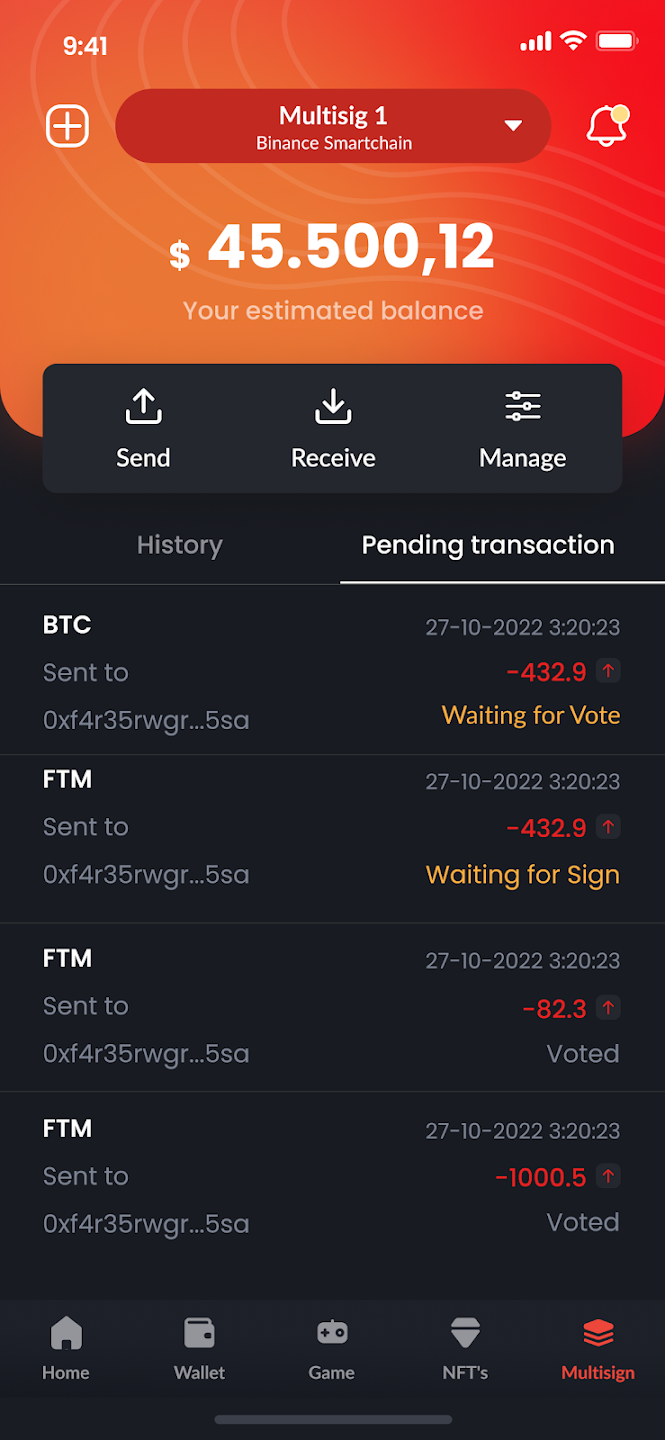 9:41
Multisig 1
Binance Smartchain
$ 45.500,12
Your estimated balance
Send
Receive
Manage
History
Pending transaction
BTC
27-10-2022 3:20:23
Sent to
-432.9
0xf4r35rwgr...5sa
Waiting for Vote
FTM
27-10-2022 3:20:23
Sent to
-432.9
0xf4r35rwgr...5sa
Waiting for Sign
FTM
27-10-2022 3:20:23
Sent to
-82.3
0xf4r35rwgr...5sa
Voted
FTM
27-10-2022 3:20:23
Sent to
-1000.5
0xf4r35rwgr...5sa
Voted
Home
Wallet
Game
NFT's
Multisign